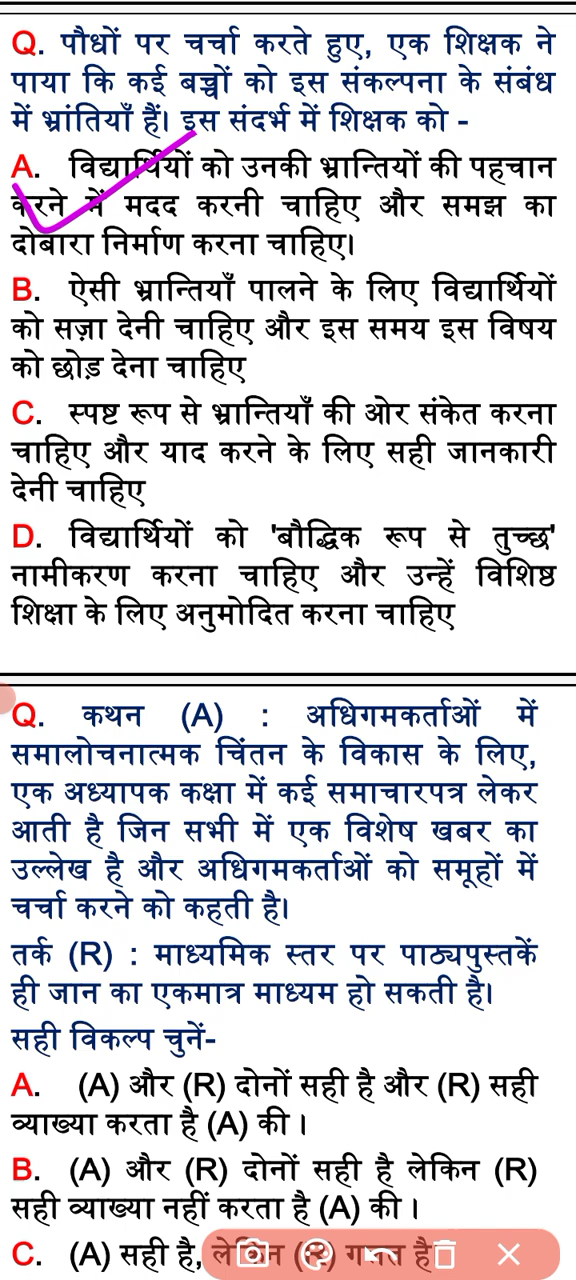 Q. पौधों पर चर्चा करते हुए, एक शिक्षक ने
पाया कि कई बच्चों को इस संकल्पना के संबंध
में भ्रांतियाँ हैं। इस संदर्भ में शिक्षक को -
A. विद्यार्थियों को उनकी भ्रान्तियों की पहचान
करने में मदद करनी चाहिए और समझ का
दोबारा निर्माण करना चाहिए।
B. ऐसी भ्रान्तियाँ पालने के लिए विद्यार्थियों
को सज़ा देनी चाहिए और इस समय इस विषय
को छोड़ देना चाहिए
C. स्पष्ट रूप से भ्रान्तियाँ की ओर संकेत करना
चाहिए और याद करने के लिए सही जानकारी
देनी चाहिए
D. विद्यार्थियों को 'बौद्धिक रूप से तुच्छ'
नामीकरण करना चाहिए और उन्हें विशिष्ठ
शिक्षा के लिए अनुमोदित करना चाहिए
Q. कथन (A) : अधिगमकर्ताओं में
समालोचनात्मक चिंतन के विकास के लिए,
एक अध्यापक कक्षा में कई समाचारपत्र लेकर
आती है जिन सभी में एक विशेष खबर का
उल्लेख है और अधिगमकर्ताओं को समूहों में
चर्चा करने को कहती है।
तर्क (R) : माध्यमिक स्तर पर पाठ्यपुस्तकें
ही जान का एकमात्र माध्यम हो सकती है।
सही विकल्प चुनें-
A. (A) और (R) दोनों सही है और (R) सही
व्याख्या करता है (A) की ।
B. (A) और (R) दोनों सही है लेकिन (R)
सही व्याख्या नहीं करता है (A) की ।
C. (A) सही है, लेकिन (R) गलत है